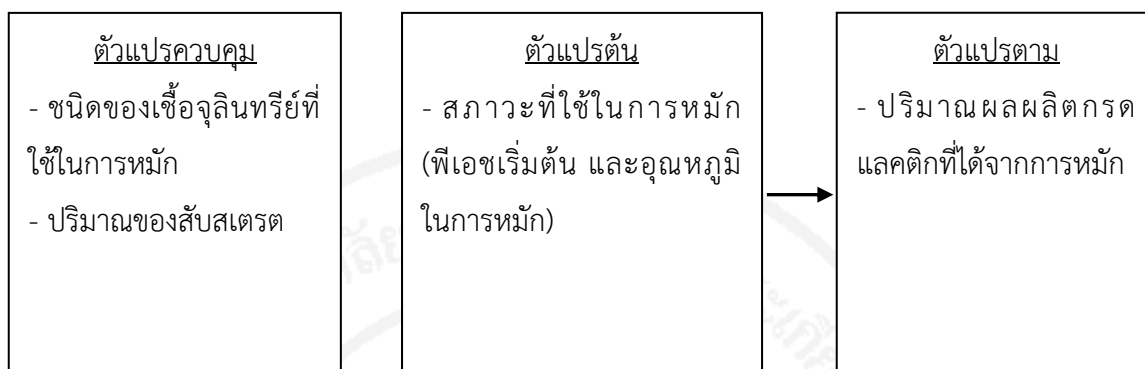 ตัวแปรควบคุม
- ชนิดของเชื้อจุลินทรีย์ที่
ใช้ในการหมัก
- ปริมาณของสับสเตรต
ตัวแปรต้น
- สภาวะที่ใช้ในการหมัก
(พีเอชเริ่มต้น และอุณหภูมิ
ในการหมัก)
ตัวแปรตาม
- ปริมาณผลผลิตกรด
แลคติกที่ได้จากการหมัก